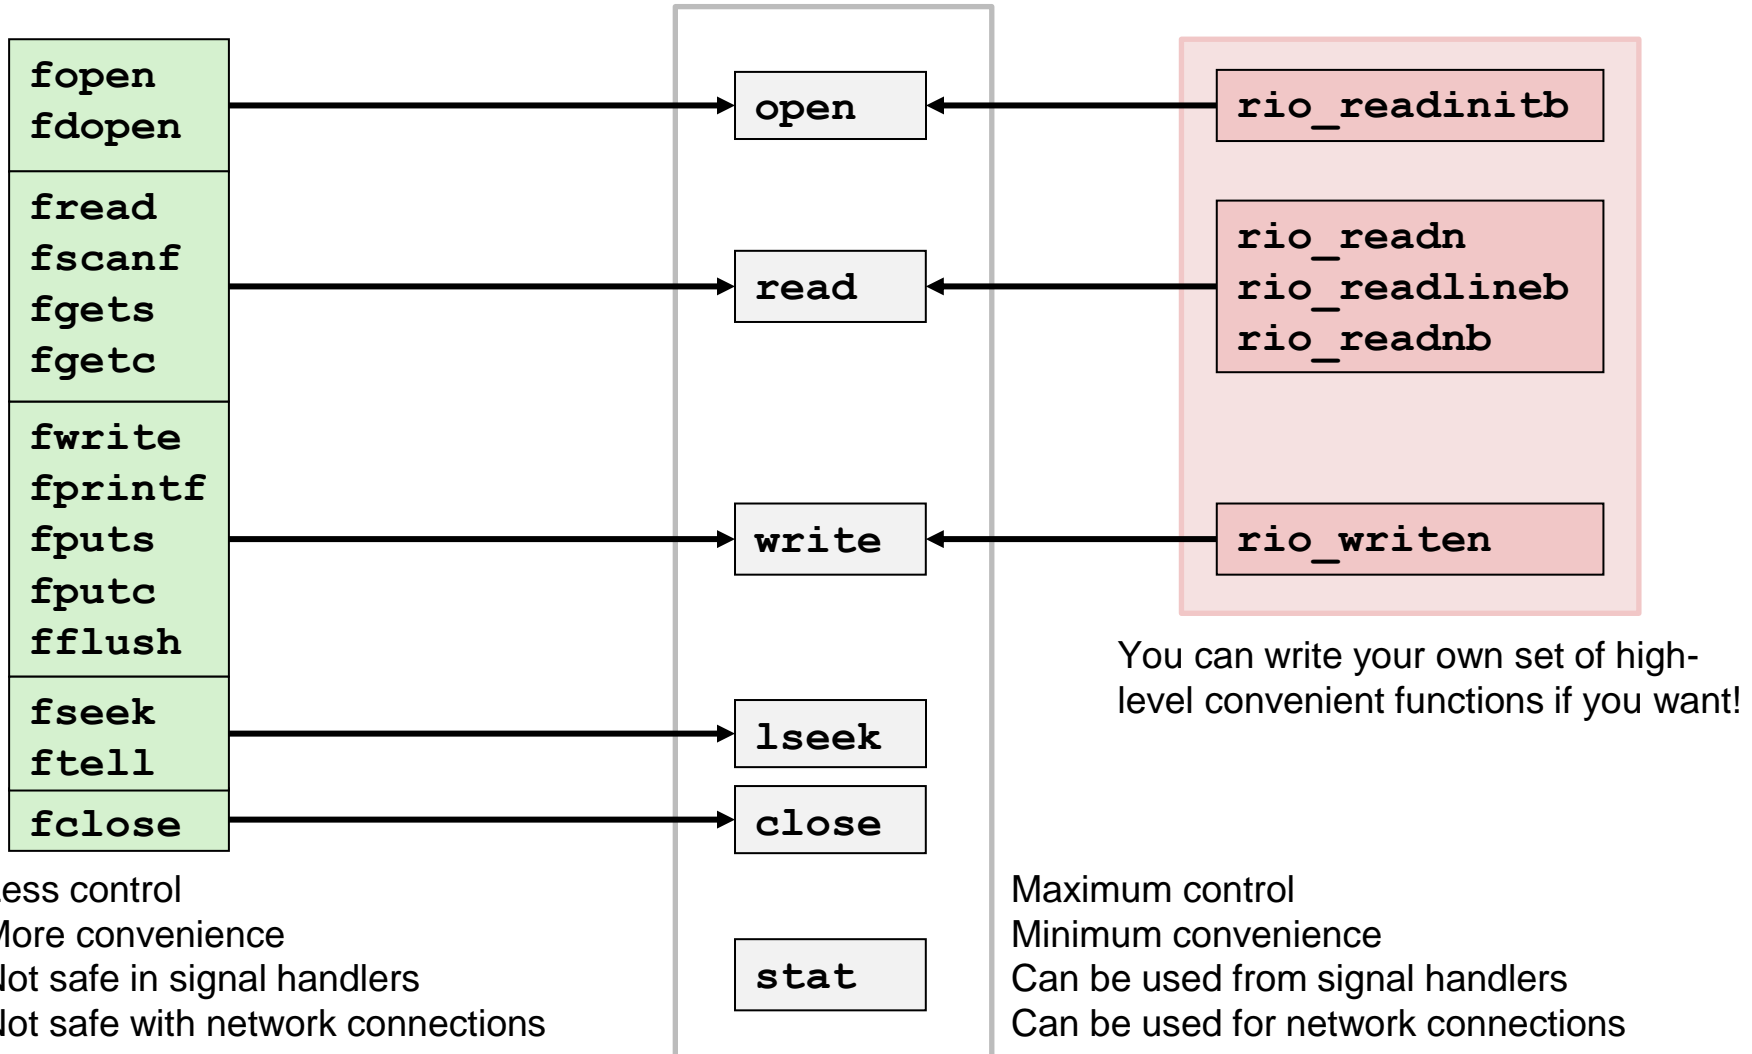 fopen
fdopen
fread
fscanf
fgets
fgetc
fwrite
fprintf
fputs
fputc
fflush
fseek
ftell
fclose
ess control
More convenience
Not safe in signal handlers
Not safe with network connections
open
read
write
lseek
close
stat
rio_readinitb
rio_readn
rio_readlineb
rio_readnb
rio_writen
You can write your own set of high-
level convenient functions if you want!
Maximum control
Minimum convenience
Can be used from signal handlers
Can be used for network connections